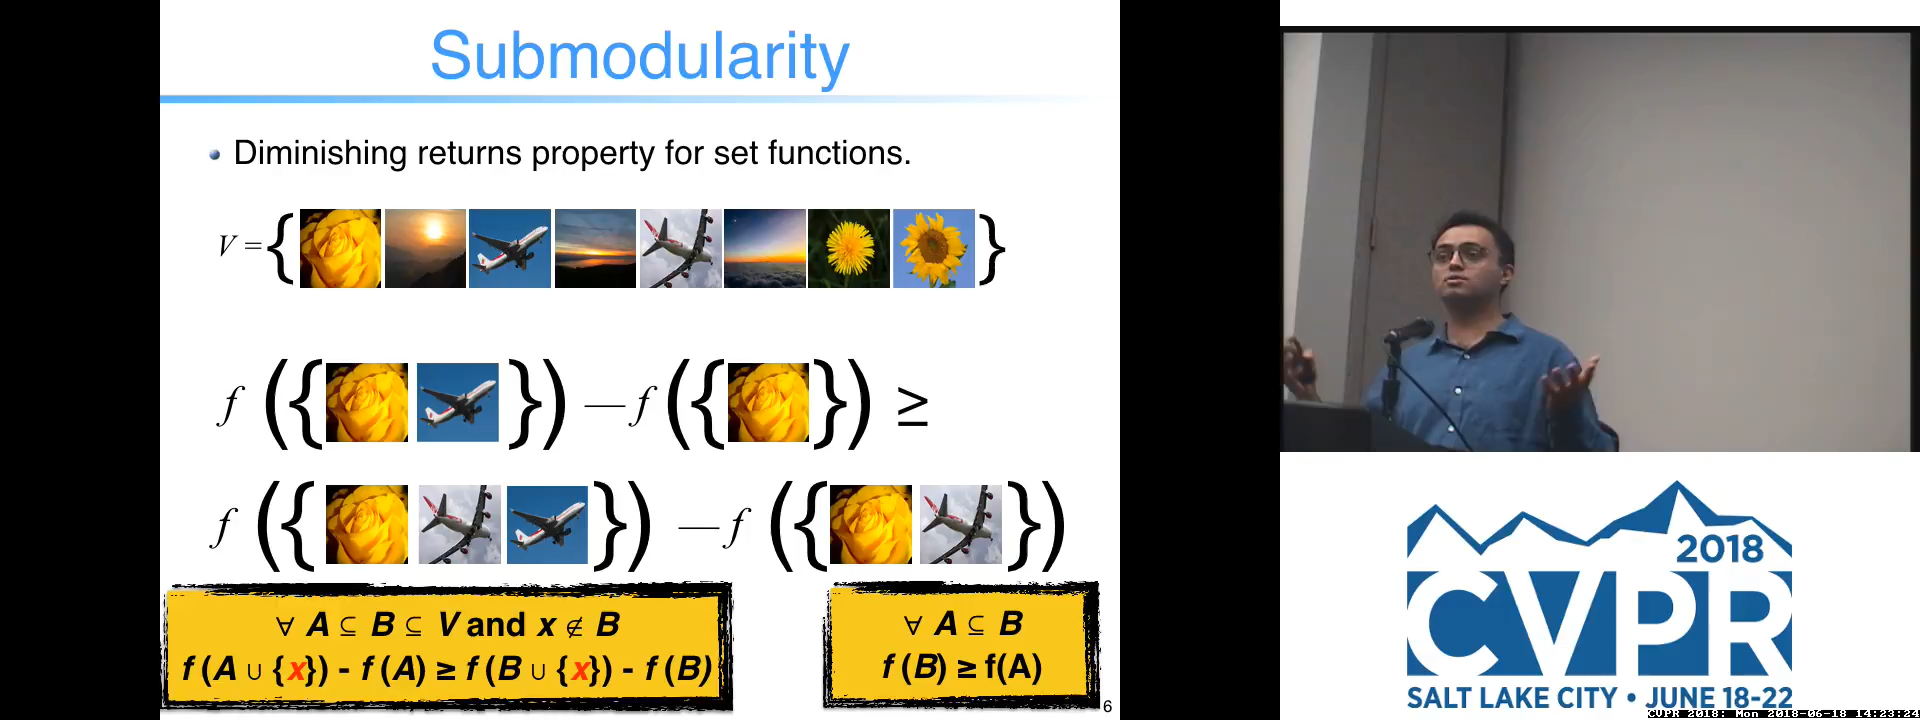 Submodularity
Diminishing returns property for set functions.
V = { }
f ({ }) — f ({ }) ≥
f ({ }) — f ({ })
∀ A ⊆ B ⊆ V and x ∉ B
f (A ∪ {x}) - f (A) ≥ f (B ∪ {x}) - f (B)
∀ A ⊆ B
f (B) ≥ f(A)
6
2018
CVPR
SALT LAKE CITY • JUNE 18-22
CVPR 2018: Mon 2018-06-18 14:23:24